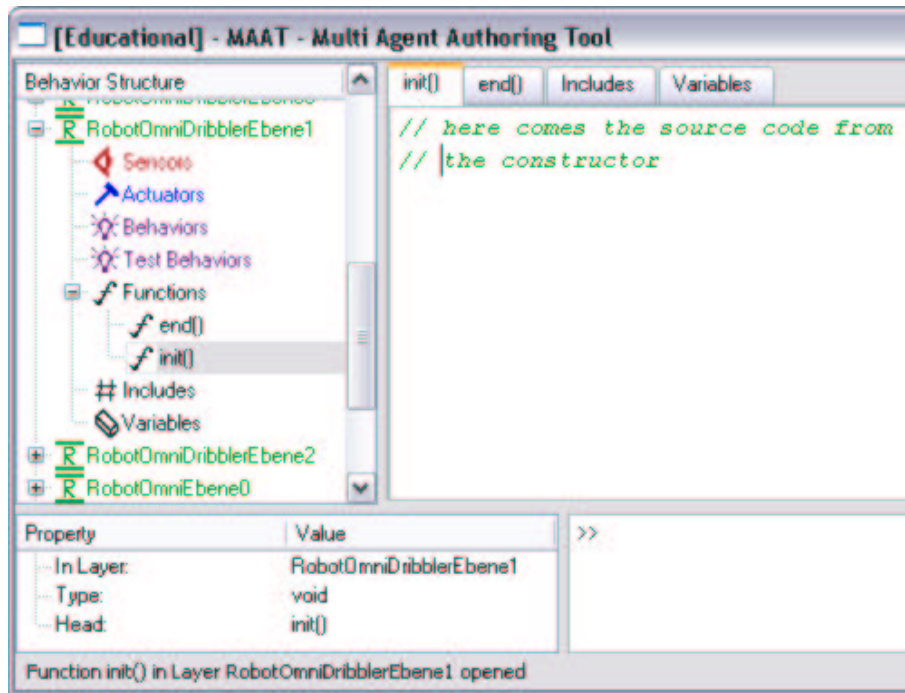 [Educational] - MAAT - Multi Agent Authoring Tool
Behavior Structure
RobotOmniDribblerEbene1
Sensors
Actuators
Behaviors
Test Behaviors
Functions
end()
init()
Includes
Variables
RobotOmniDribblerEbene2
RobotOmniEbene0
init() end() Includes Variables
// here comes the source code from
// the constructor
Property Value
In Layer: RobotOmniDribblerEbene1
Type: void
Head: init()
>>
Function init() in Layer RobotOmniDribblerEbene1 opened